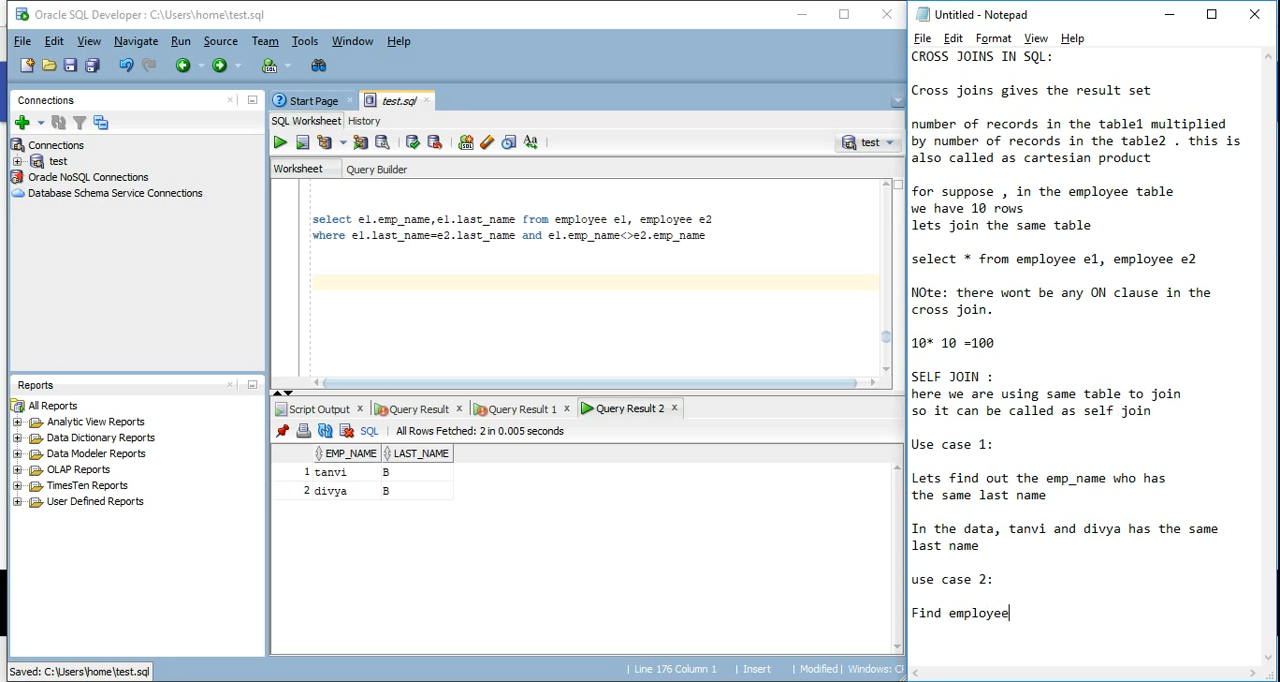 Oracle SQL Developer : C:\Users\home\test.sql
File Edit View Navigate Run Source Team Tools Window Help
Connections
Connections
test
Oracle NoSQL Connections
Database Schema Service Connections
Reports
All Reports
Analytic View Reports
Data Dictionary Reports
Data Modeler Reports
OLAP Reports
TimesTen Reports
User Defined Reports
Start Page test.sql
SQL Worksheet History
test
Worksheet Query Builder
select e1.emp_name,e1.last_name from employee e1, employee e2
where e1.last_name=e2.last_name and e1.emp_name<>e2.emp_name
Script Output Query Result Query Result 1 Query Result 2
SQL All Rows Fetched: 2 in 0.005 seconds
EMP_NAME LAST_NAME
1 tanvi B
2 divya B
Saved: C:\Users\home\test.sql
Line 176 Column 1 Insert Modified Windows: CF
Untitled - Notepad
File Edit Format View Help
CROSS JOINS IN SQL:
Cross joins gives the result set
number of records in the table1 multiplied
by number of records in the table2 . this is
also called as cartesian product
for suppose , in the employee table
we have 10 rows
lets join the same table
select * from employee e1, employee e2
NOte: there wont be any ON clause in the
cross join.
10* 10 =100
SELF JOIN :
here we are using same table to join
so it can be called as self join
Use case 1:
Lets find out the emp_name who has
the same last name
In the data, tanvi and divya has the same
last name
use case 2:
Find employee